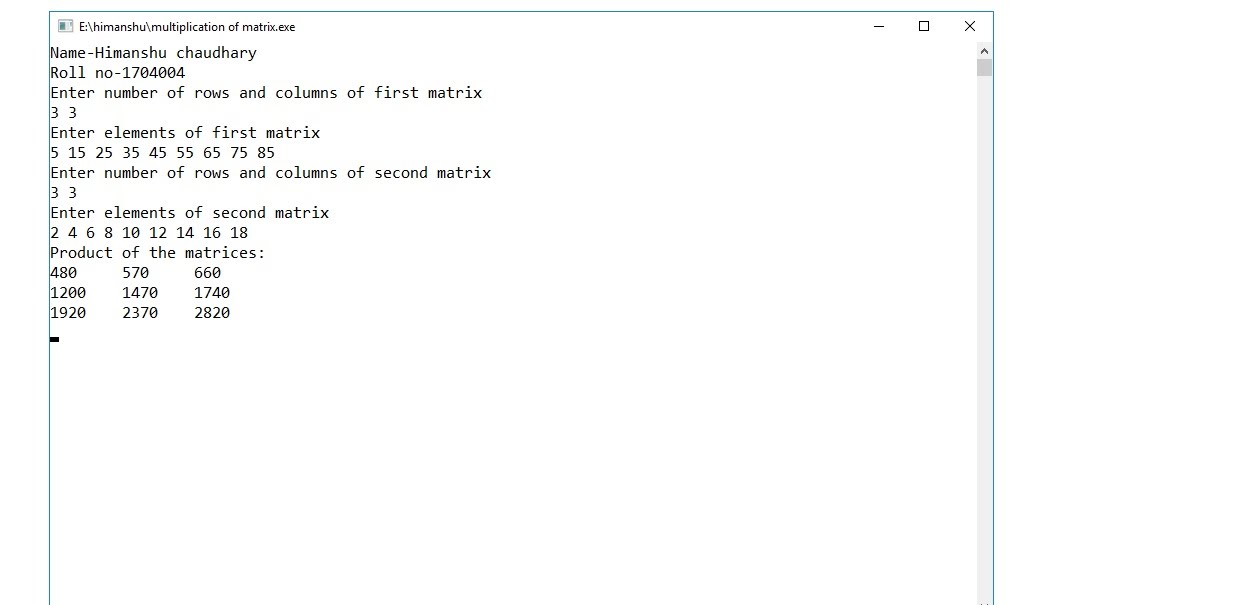 E:\himanshu\multiplication of matrix.exe
Name-Himanshu chaudhary
Roll no-1704004
Enter number of rows and columns of first matrix
3 3
Enter elements of first matrix
5 15 25 35 45 55 65 75 85
Enter number of rows and columns of second matrix
3 3
Enter elements of second matrix
2 4 6 8 10 12 14 16 18
Product of the matrices:
480     570     660
1200    1470    1740
1920    2370    2820